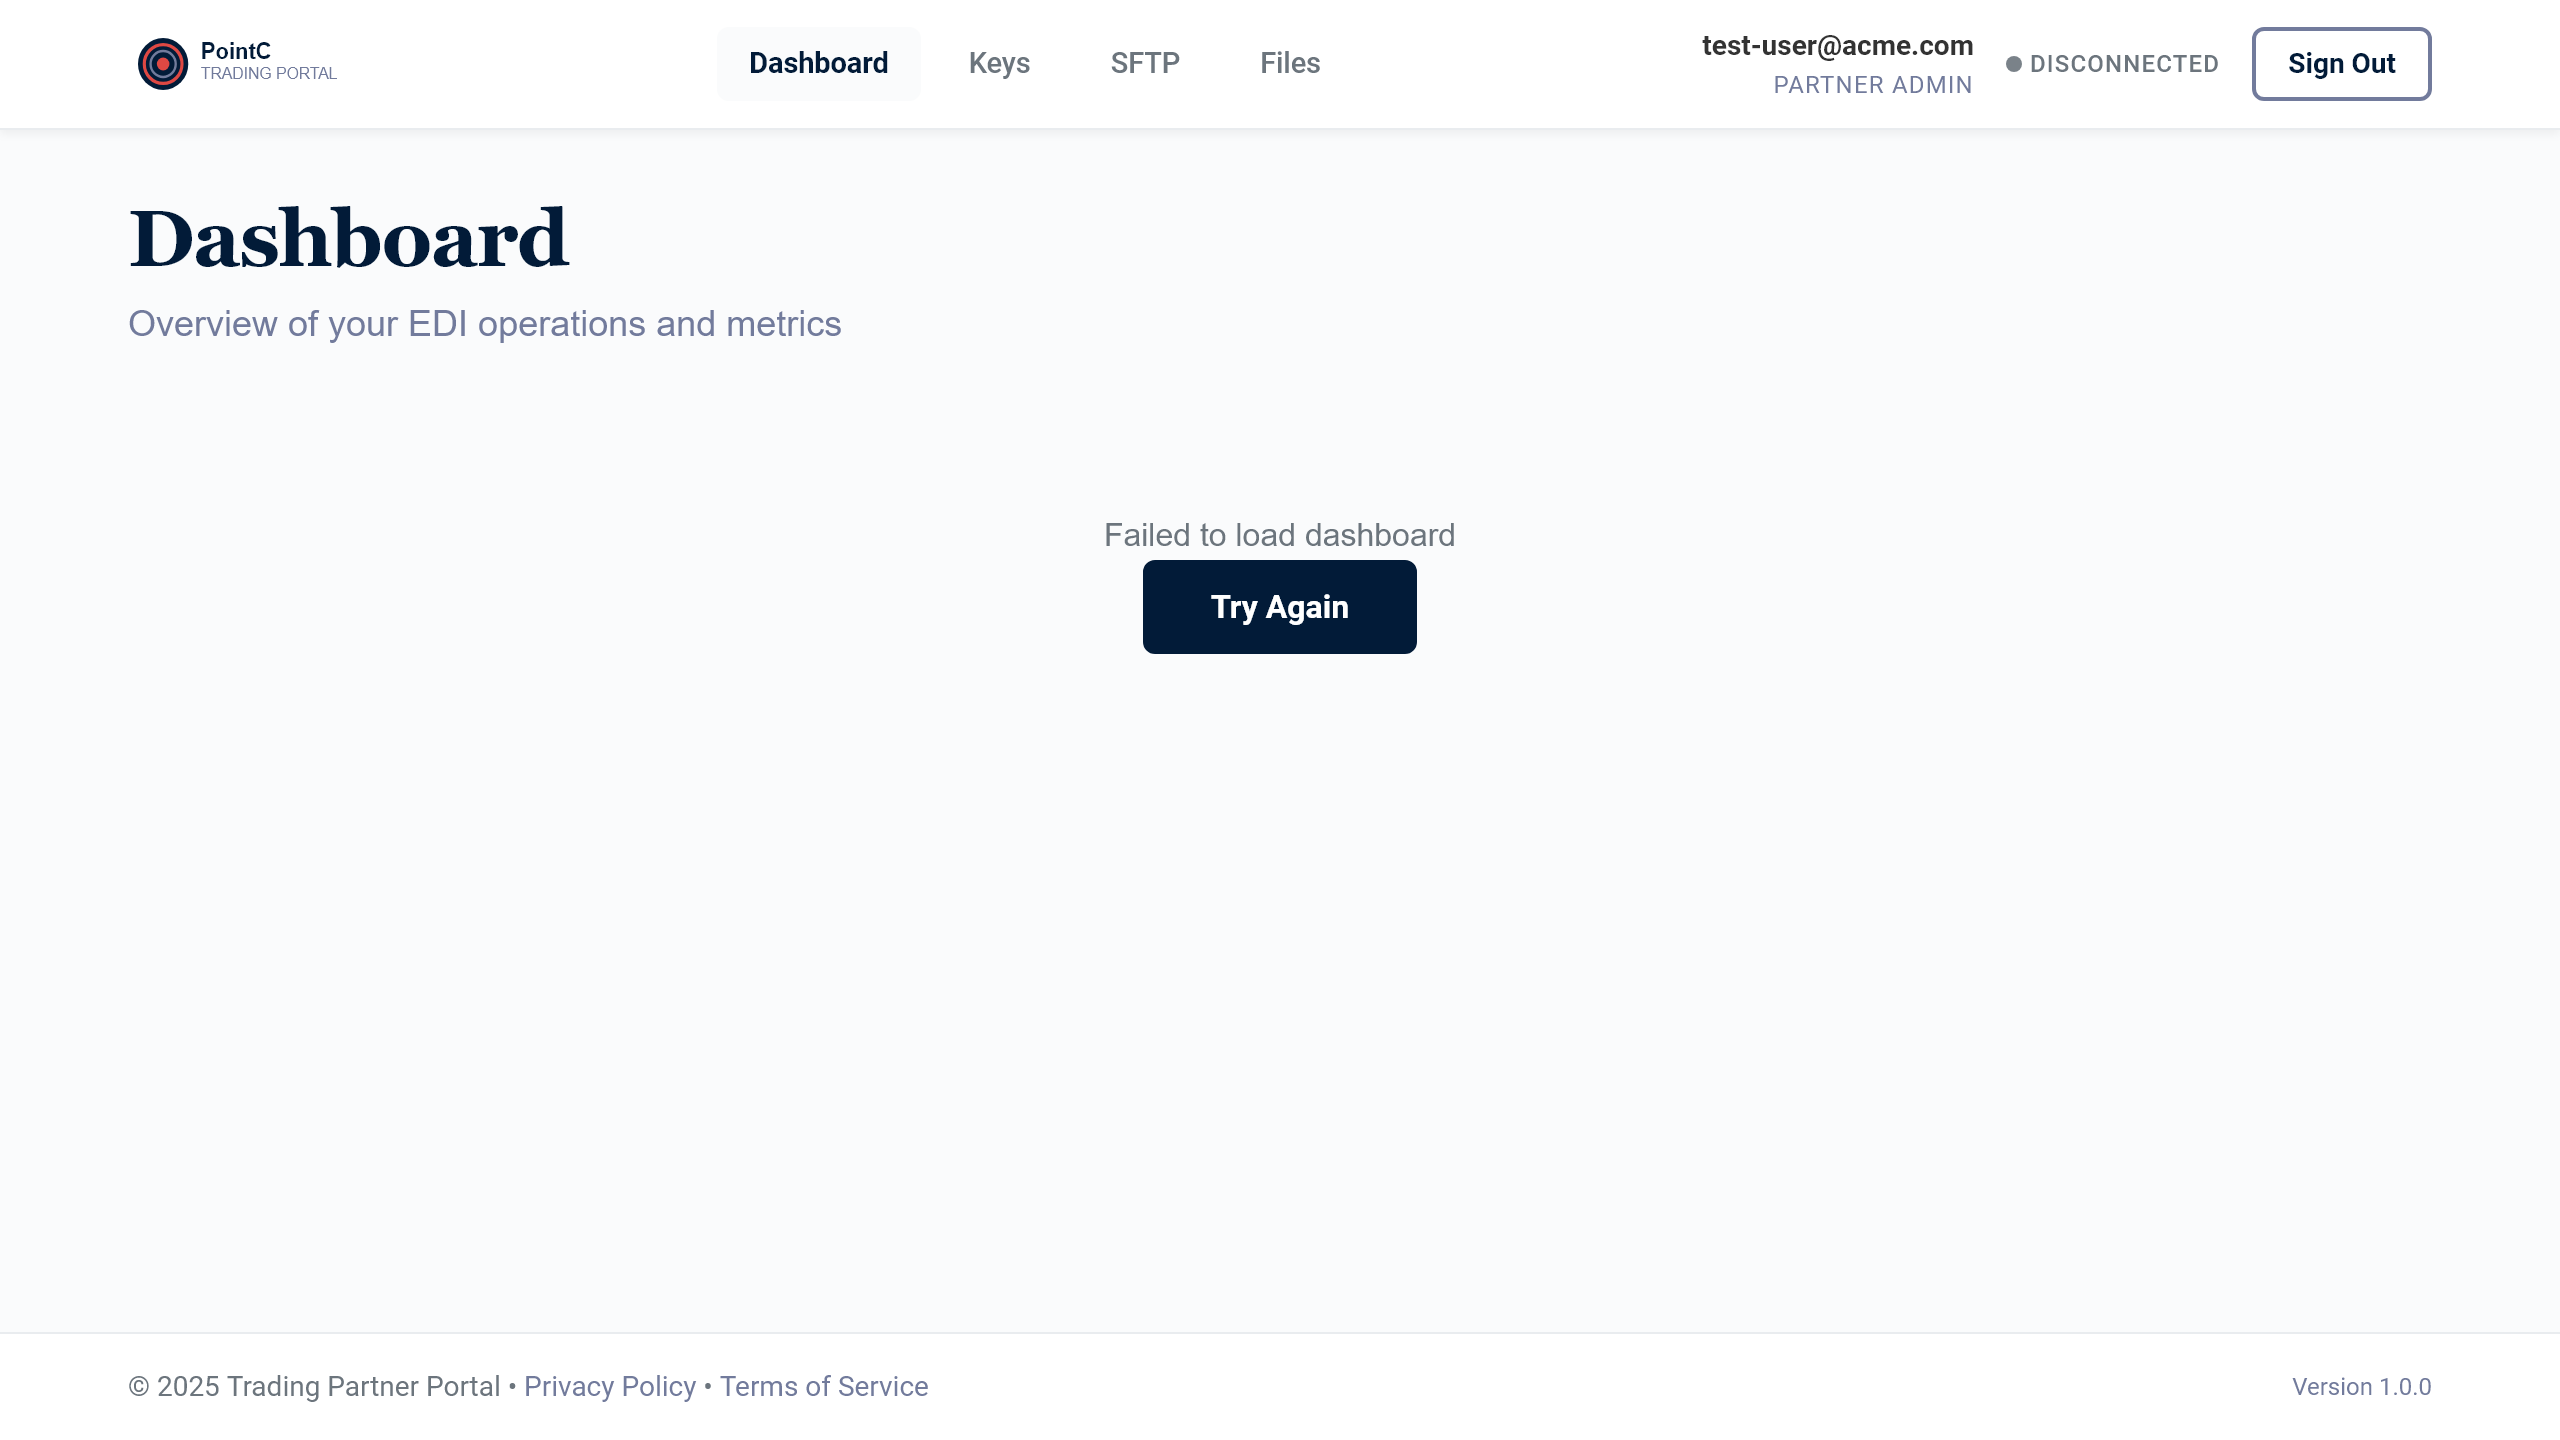 PointC
TRADING PORTAL
Dashboard
Keys
SFTP
Files
test-user@acme.com
PARTNER ADMIN
DISCONNECTED
Sign Out
Dashboard
Overview of your EDI operations and metrics
Failed to load dashboard
Try Again
© 2025 Trading Partner Portal • Privacy Policy • Terms of Service
Version 1.0.0